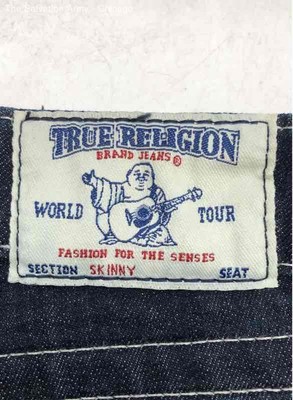 TRUE RELIGION
BRAND JEANS®
WORLD TOUR
FASHION FOR THE SENSES
SECTION SKINNY SEAT